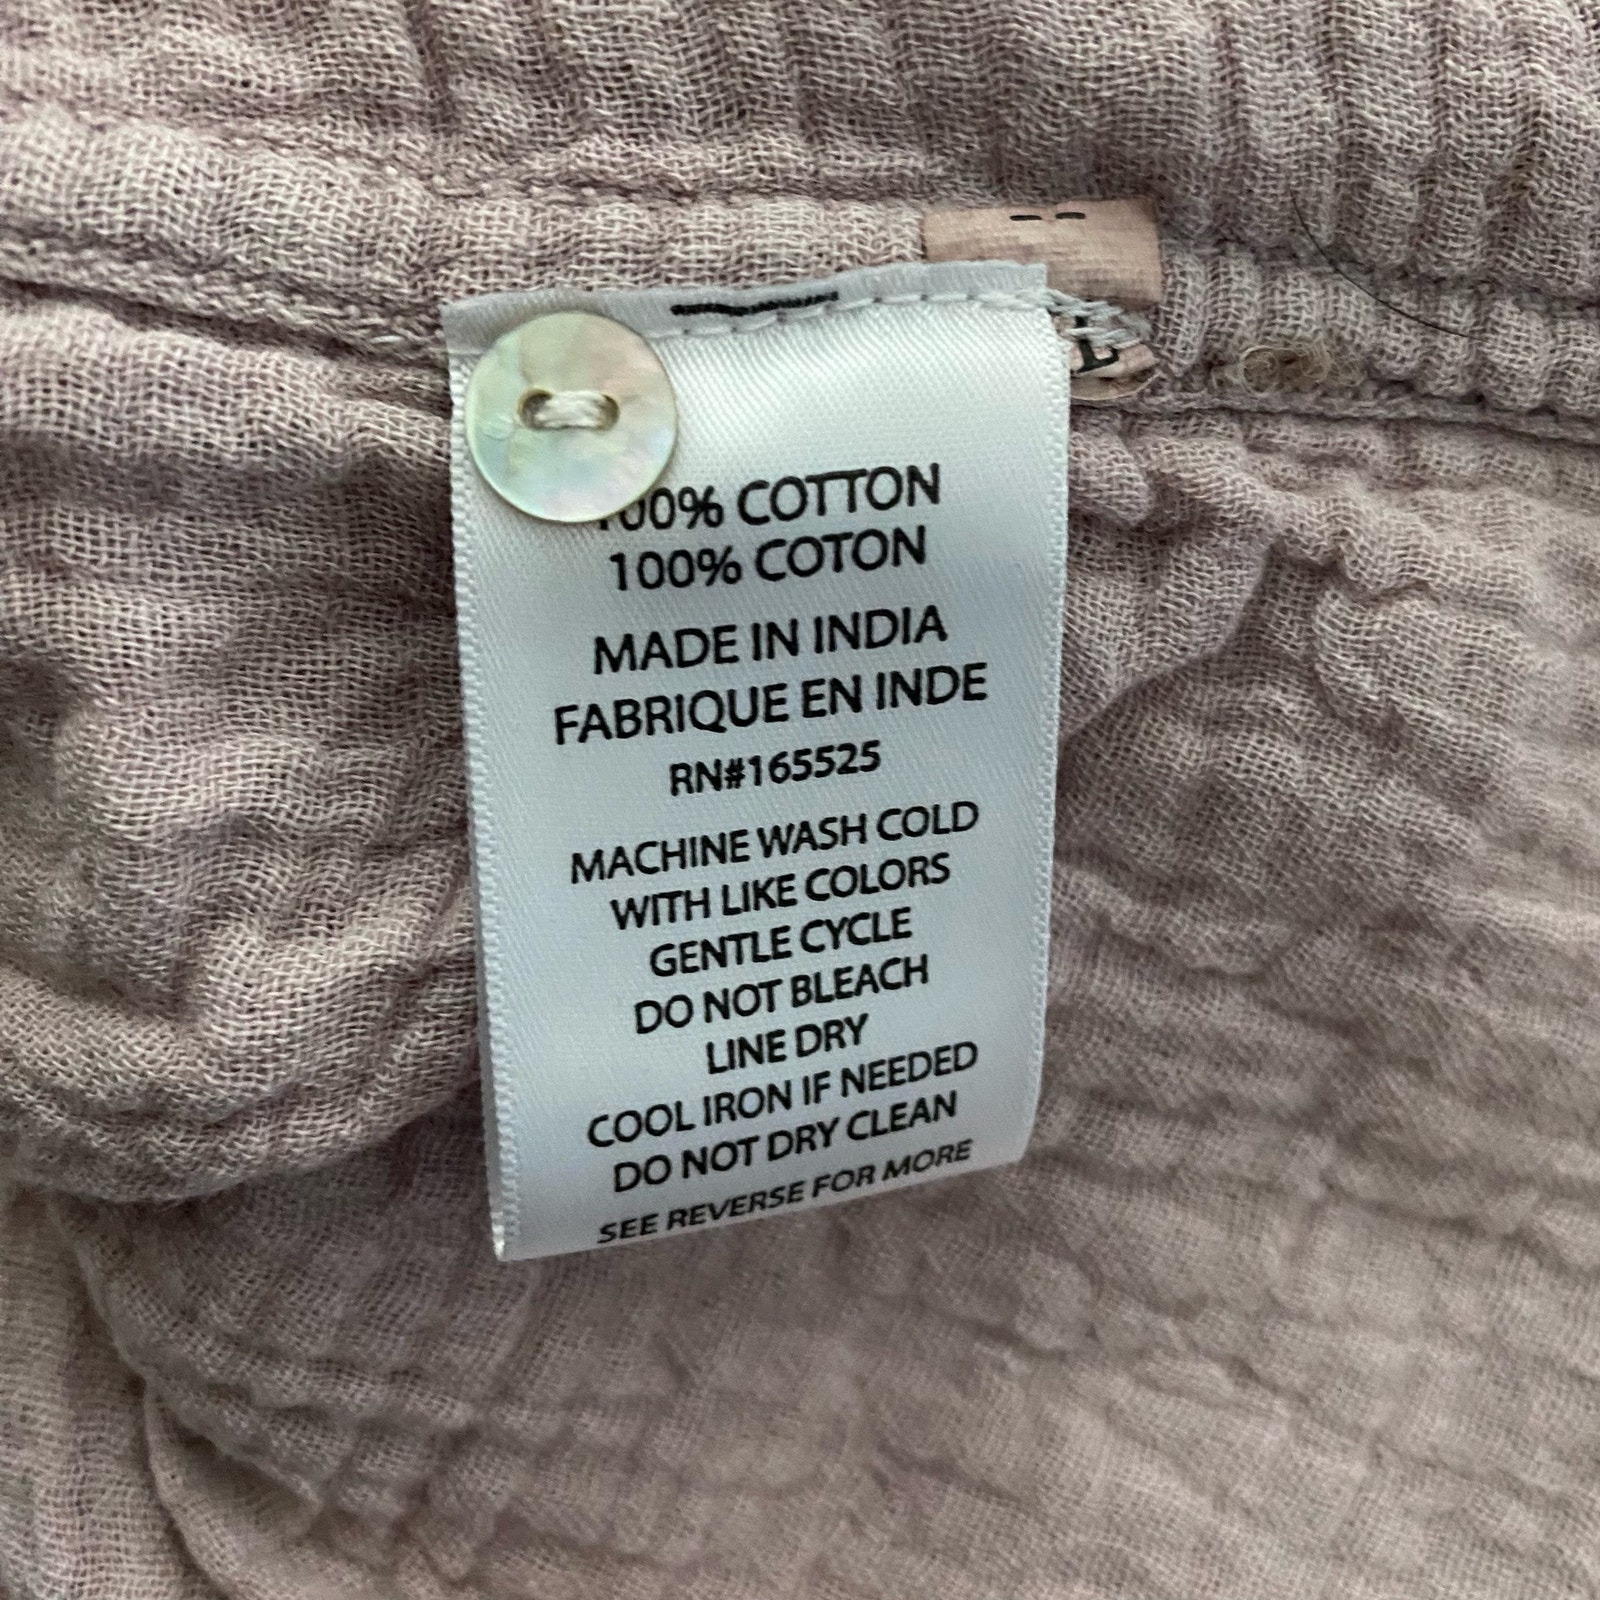 L
100% COTTON
100% COTON
MADE IN INDIA
FABRIQUE EN INDE
RN#165525
MACHINE WASH COLD
WITH LIKE COLORS
GENTLE CYCLE
DO NOT BLEACH
LINE DRY
COOL IRON IF NEEDED
DO NOT DRY CLEAN
SEE REVERSE FOR MORE